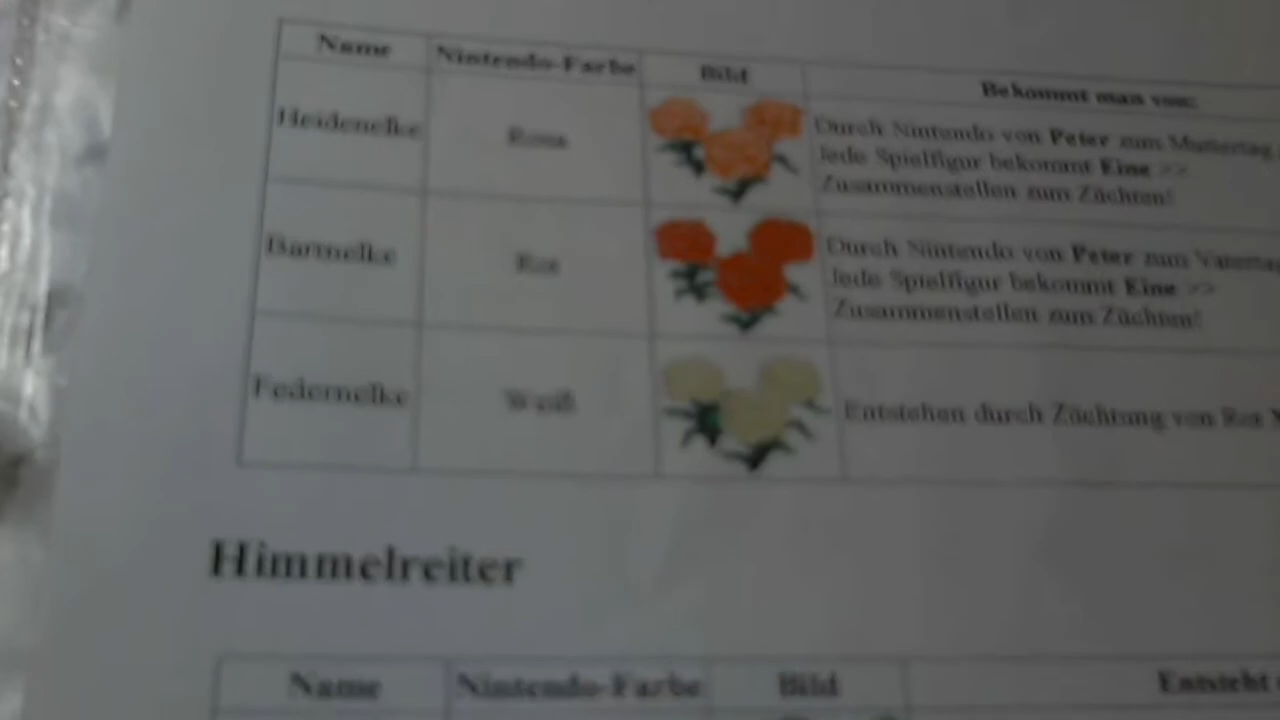 Name Nintendo-Farbe Bild Bekommt man von:
Heidenelke Rosa Durch Nintendo von Peter zum Muttertag,
Jede Spielfigur bekommt Eine >>
Zusammenstellen zum Züchten!
Bartnelke Rot Durch Nintendo von Peter zum
Jede Spielfigur bekommt Eine >>
Zusammenstellen zum Züchten!
Federnelke Weiß Entstehen durch Züchtung von Rot
Himmelreiter
Name Nintendo-Farbe Bild Entsteht